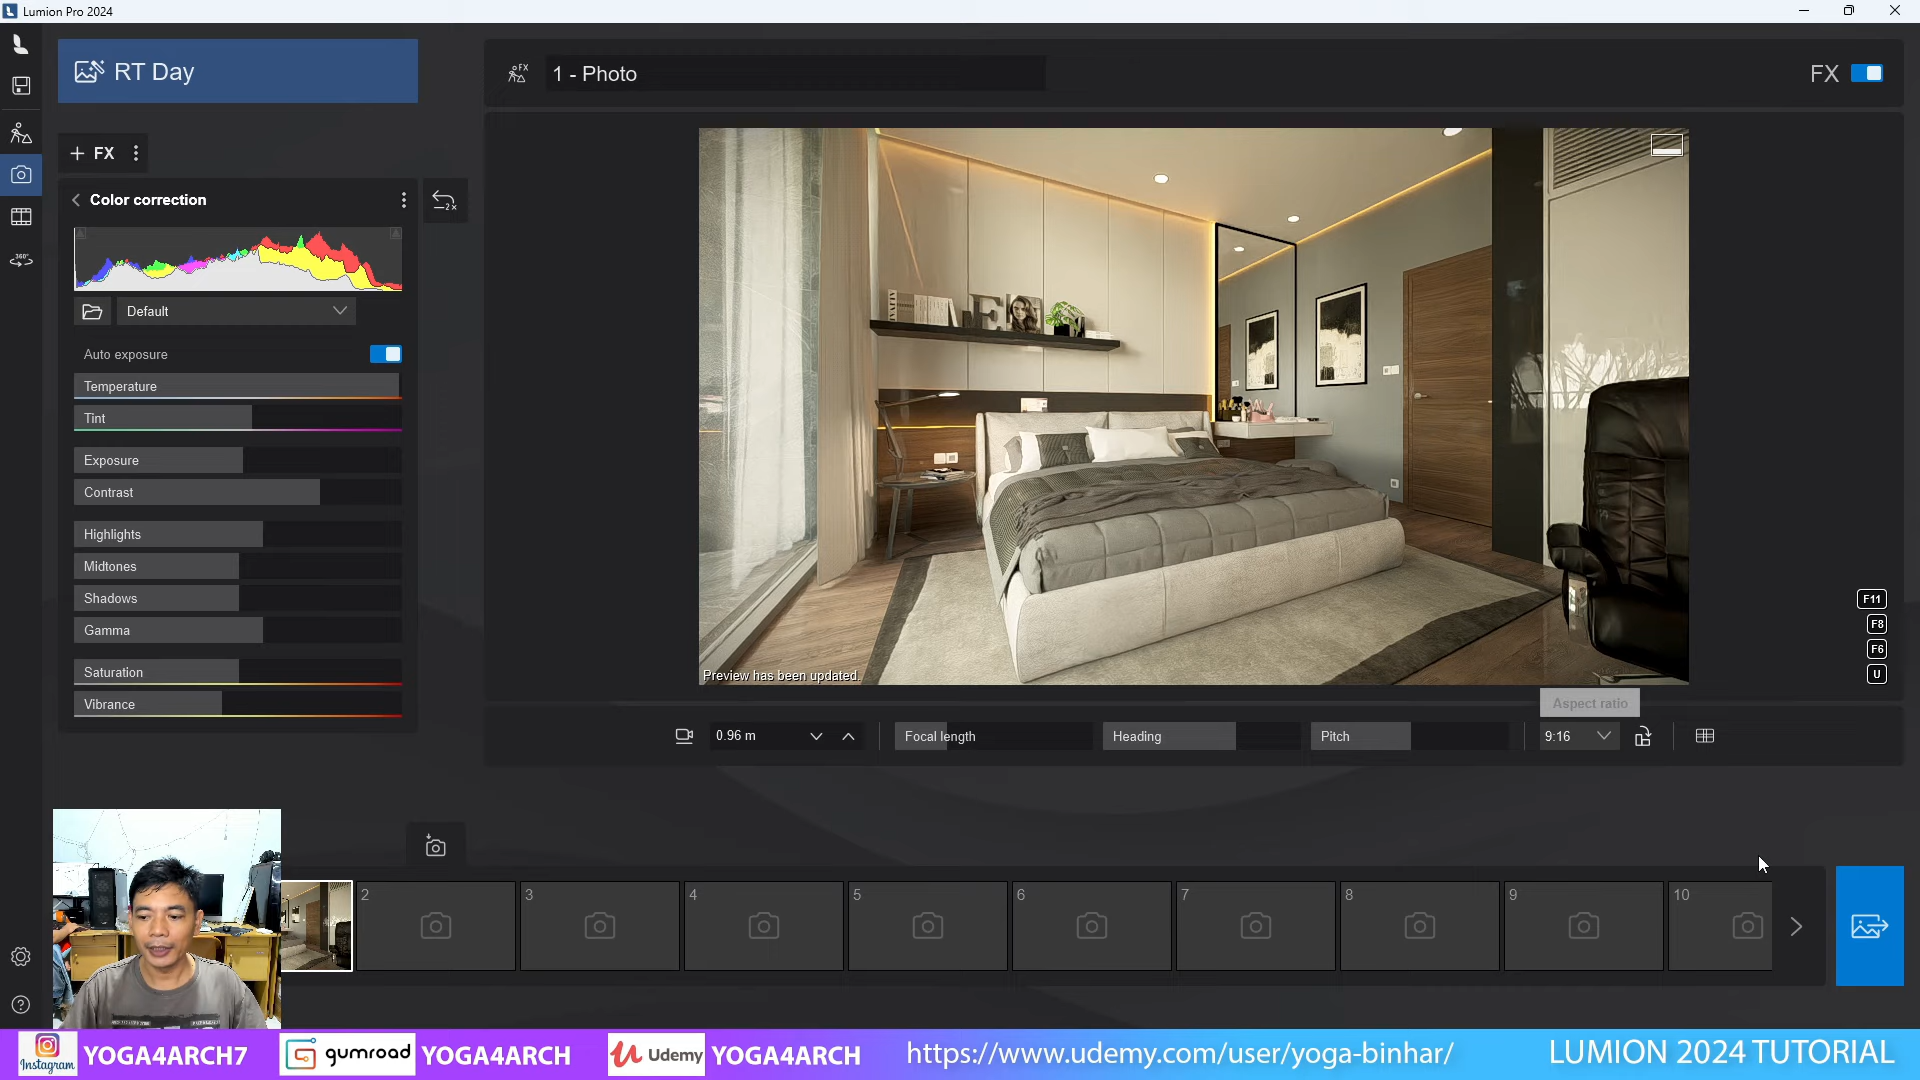 Lumion Pro 2024
RT Day
FX
1 - Photo
FX
Color correction
2x
Default
Auto exposure
Temperature
Tint
Exposure
Contrast
Highlights
Midtones
Shadows
Gamma
Saturation
Vibrance
+ FX
360°
Preview has been updated.
F11
F8
F6
U
Aspect ratio
0.96 m
Focal length
Heading
Pitch
9:16
2
3
4
5
6
7
8
9
10
Instagram
YOGA4ARCH7
gumroad
YOGA4ARCH
Udemy
YOGA4ARCH
https://www.udemy.com/user/yoga-binhar/
LUMION 2024 TUTORIAL